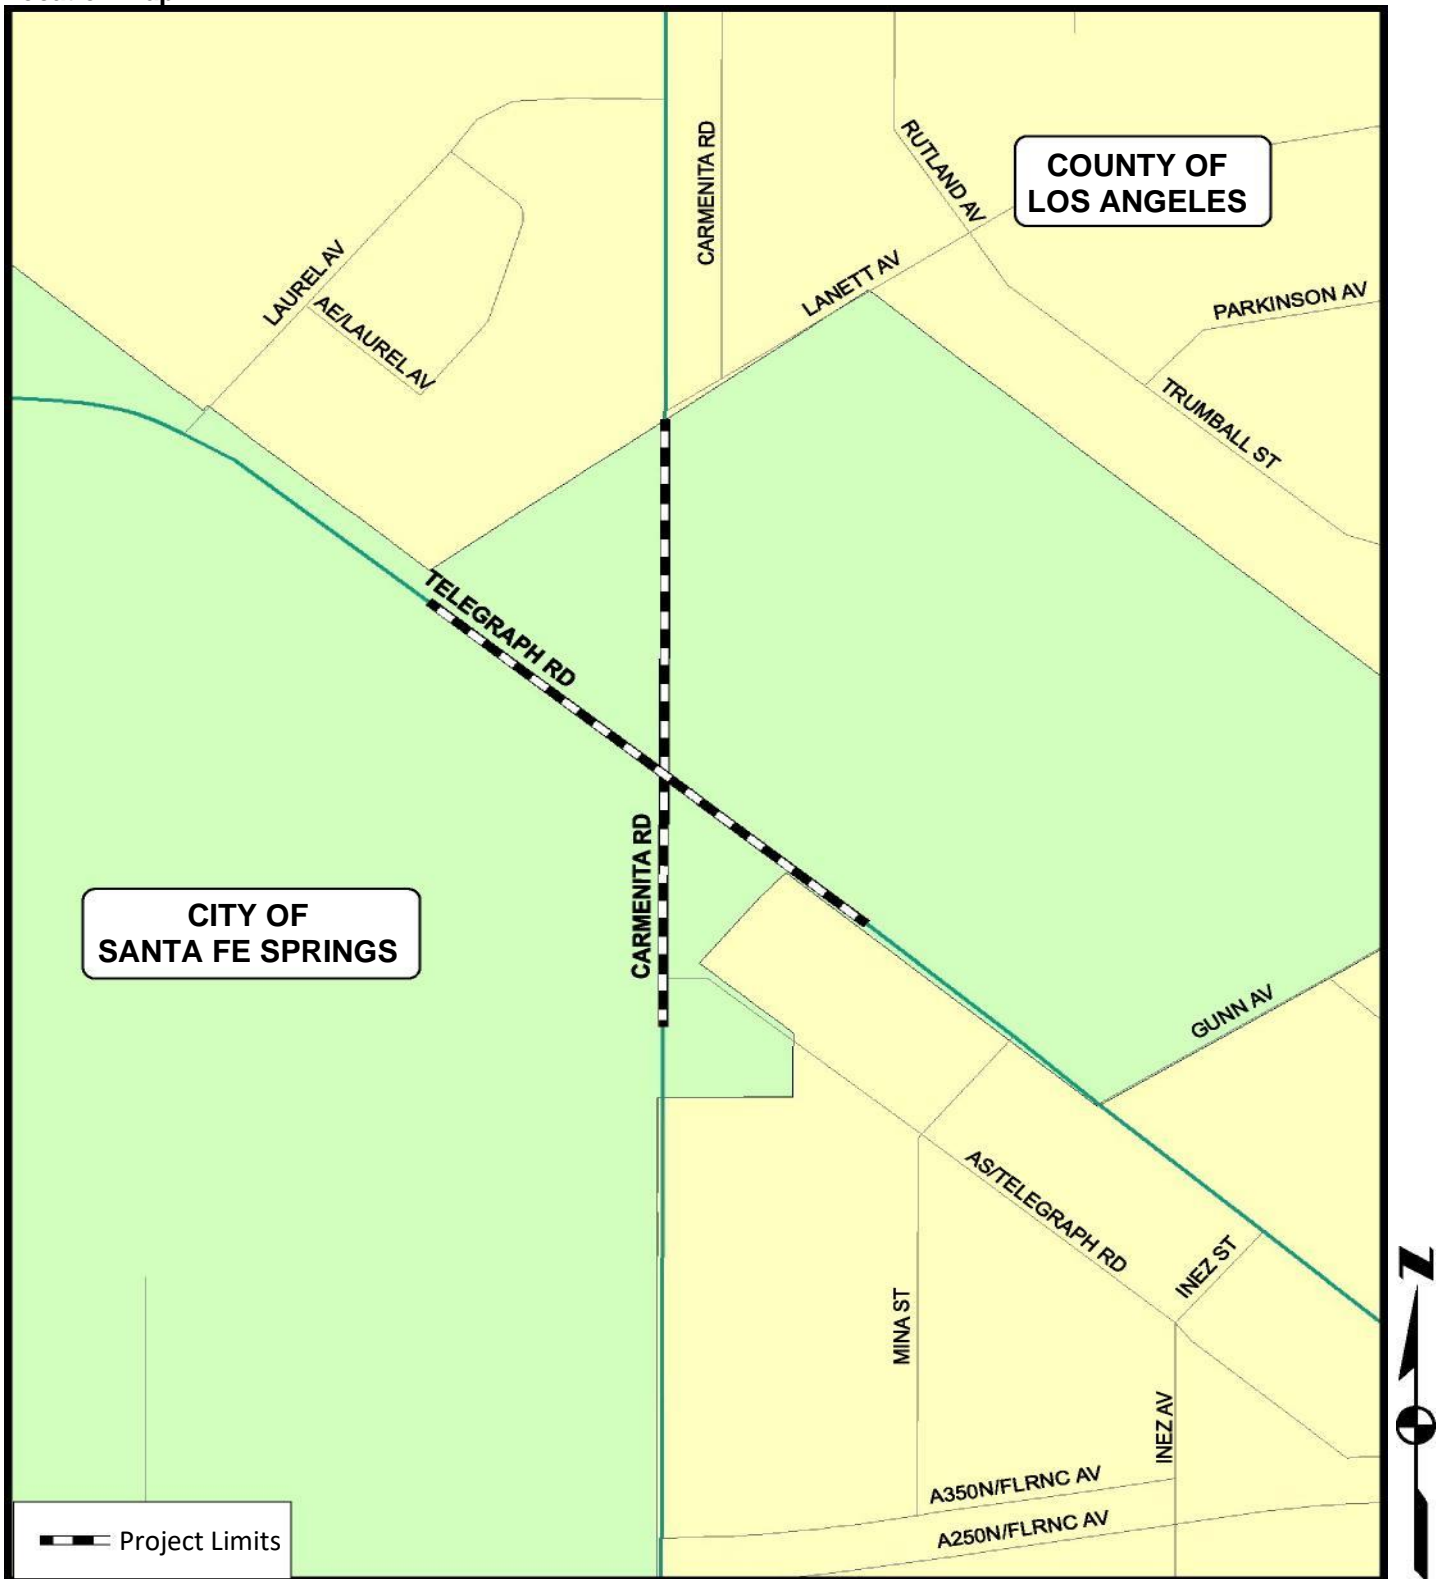 CARMENITA RD
RUTLAND AV
COUNTY OF
LOS ANGELES
LAUREL AV
AE/LAUREL AV
LANETT AV
PARKINSON AV
TRUMBALL ST
TELEGRAPH RD
CARMENITA RD
CITY OF
SANTA FE SPRINGS
GUNN AV
AS/TELEGRAPH RD
INEZ ST
MINA ST
INEZ AV
A350N/FLRNC AV
A250N/FLRNC AV
Project Limits
N